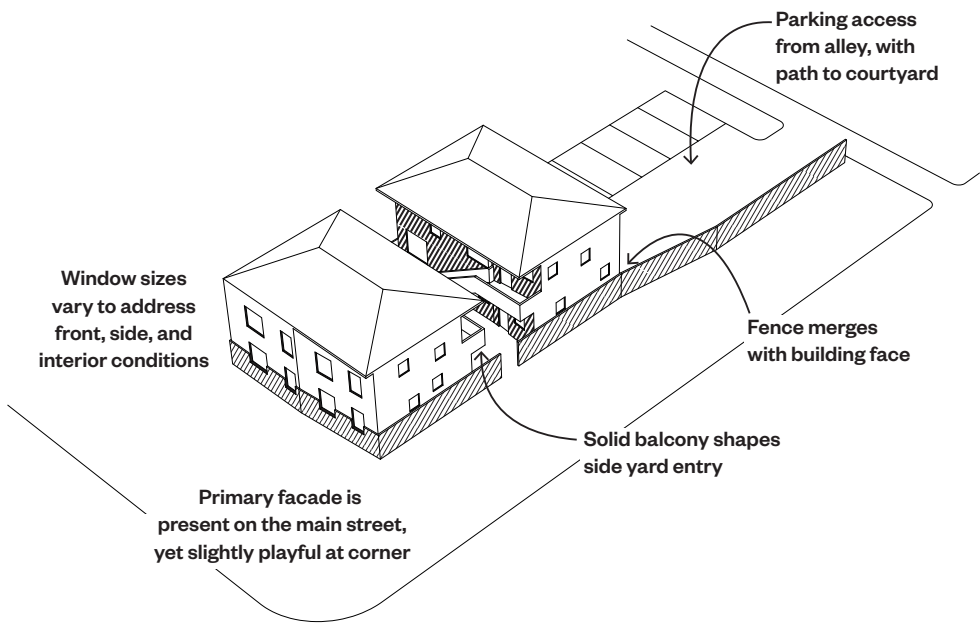 Parking access
from alley, with
path to courtyard
Window sizes
vary to address
front, side, and
interior conditions
Fence merges
with building face
Solid balcony shapes
side yard entry
Primary facade is
present on the main street,
yet slightly playful at corner